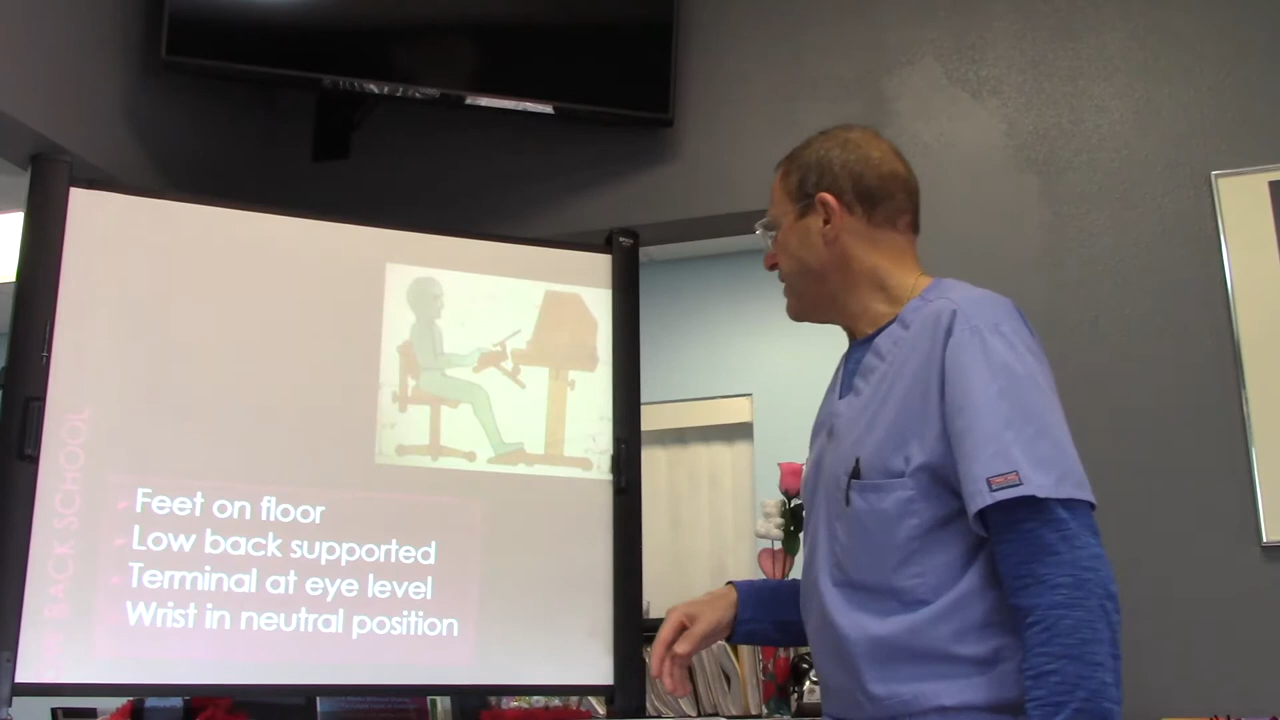 BACK SCHOOL
Feet on floor
Low back supported
Terminal at eye level
Wrist in neutral position